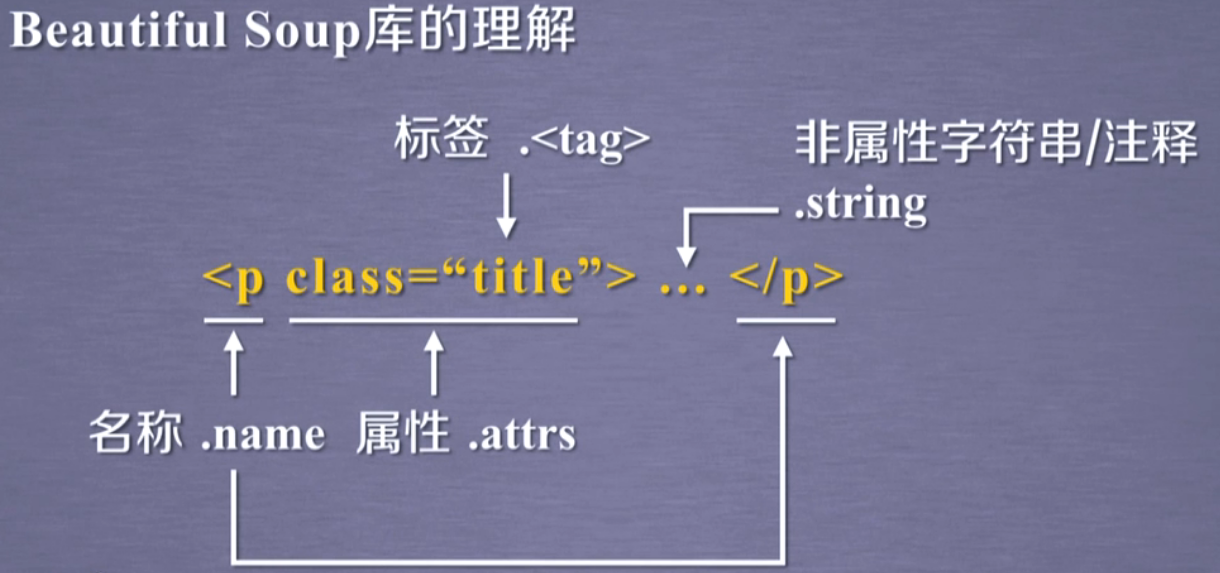 Beautiful Soup库的理解
标签 .<tag>
非属性字符串/注释
.string
<p class=“title”> … </p>
名称 .name 属性 .attrs